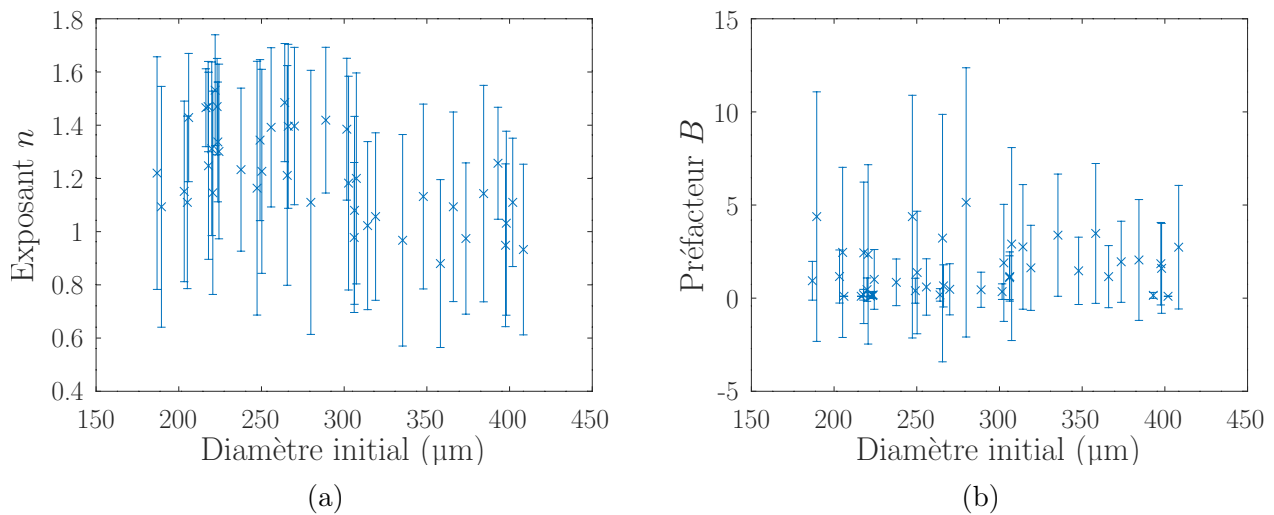 1.8
1.6
1.4
1.2
1
0.8
0.6
0.4
Exposant n
150 200 250 300 350 400 450
Diamètre initial (µm)
(a)
15
10
5
0
-5
Préfacteur B
150 200 250 300 350 400 450
Diamètre initial (µm)
(b)